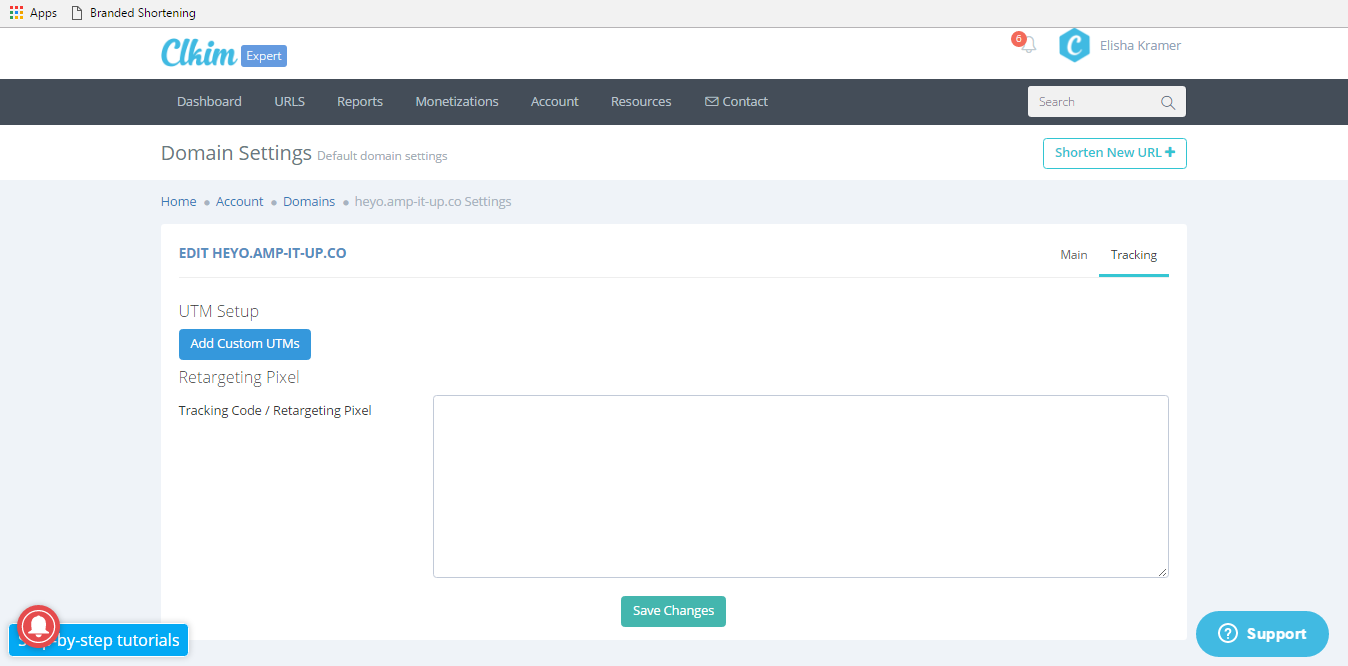 Apps Branded Shortening
Clkim Expert
6
Elisha Kramer
Dashboard URLS Reports Monetizations Account Resources Contact
Search
Domain Settings Default domain settings
Shorten New URL +
Home Account Domains heyo.amp-it-up.co Settings
EDIT HEYO.AMP-IT-UP.CO
Main Tracking
UTM Setup
Add Custom UTMs
Retargeting Pixel
Tracking Code / Retargeting Pixel
Save Changes
-by-step tutorials
? Support